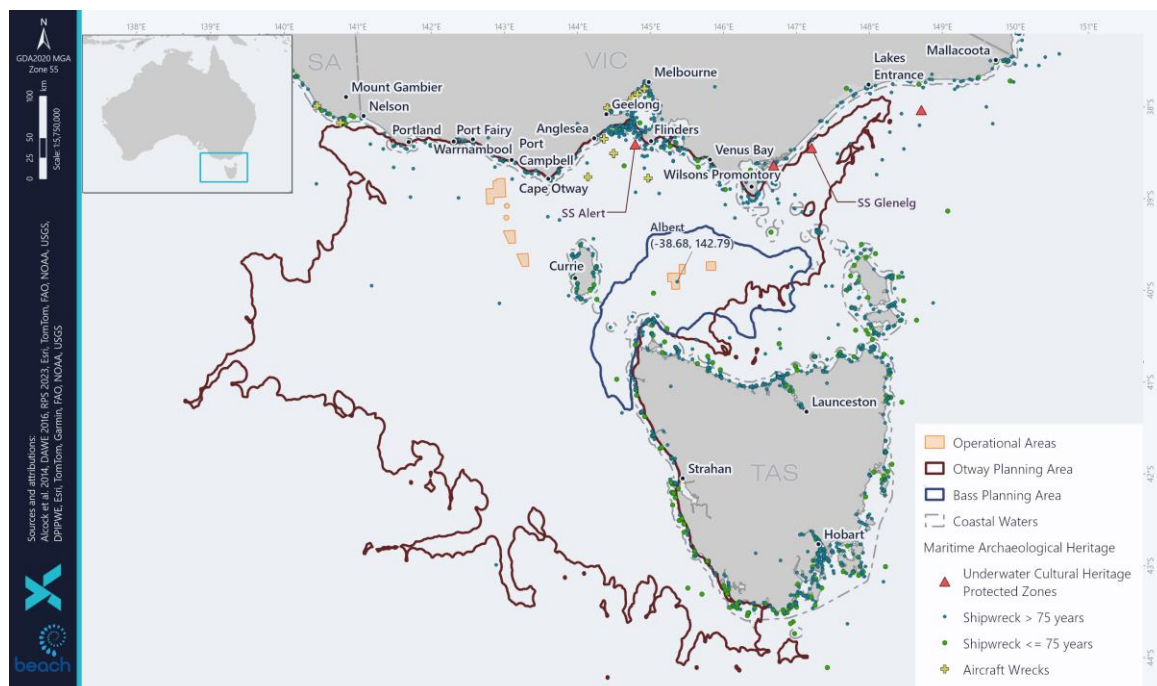 N
GDA2020 MGA
Zone 55
km
100
50
25
0
Scale: 1:5,750,000
Sources and attributions:
Alcock et al. 2014, DAWE 2016, RPS 2023, Esri, TomTom, FAO, NOAA, USGS,
DPIPWE, Esri, TomTom, Garmin, FAO, NOAA, USGS
beach
138°E
139°E
140°E
141°E
142°E
143°E
144°E
145°E
146°E
147°E
148°E
149°E
150°E
151°E
38°S
39°S
40°S
41°S
42°S
43°S
44°S
SA
VIC
TAS
Mallacoota
Lakes
Entrance
Melbourne
Mount Gambier
Nelson
Geelong
Portland
Port Fairy
Warrnambool
Port
Campbell
Anglesea
Flinders
Venus Bay
Cape Otway
Wilsons Promontory
SS Alert
SS Glenelg
Albert
(-38.68, 142.79)
Currie
Launceston
Strahan
Hobart
Operational Areas
Otway Planning Area
Bass Planning Area
Coastal Waters
Maritime Archaeological Heritage
Underwater Cultural Heritage
Protected Zones
Shipwreck > 75 years
Shipwreck <= 75 years
Aircraft Wrecks